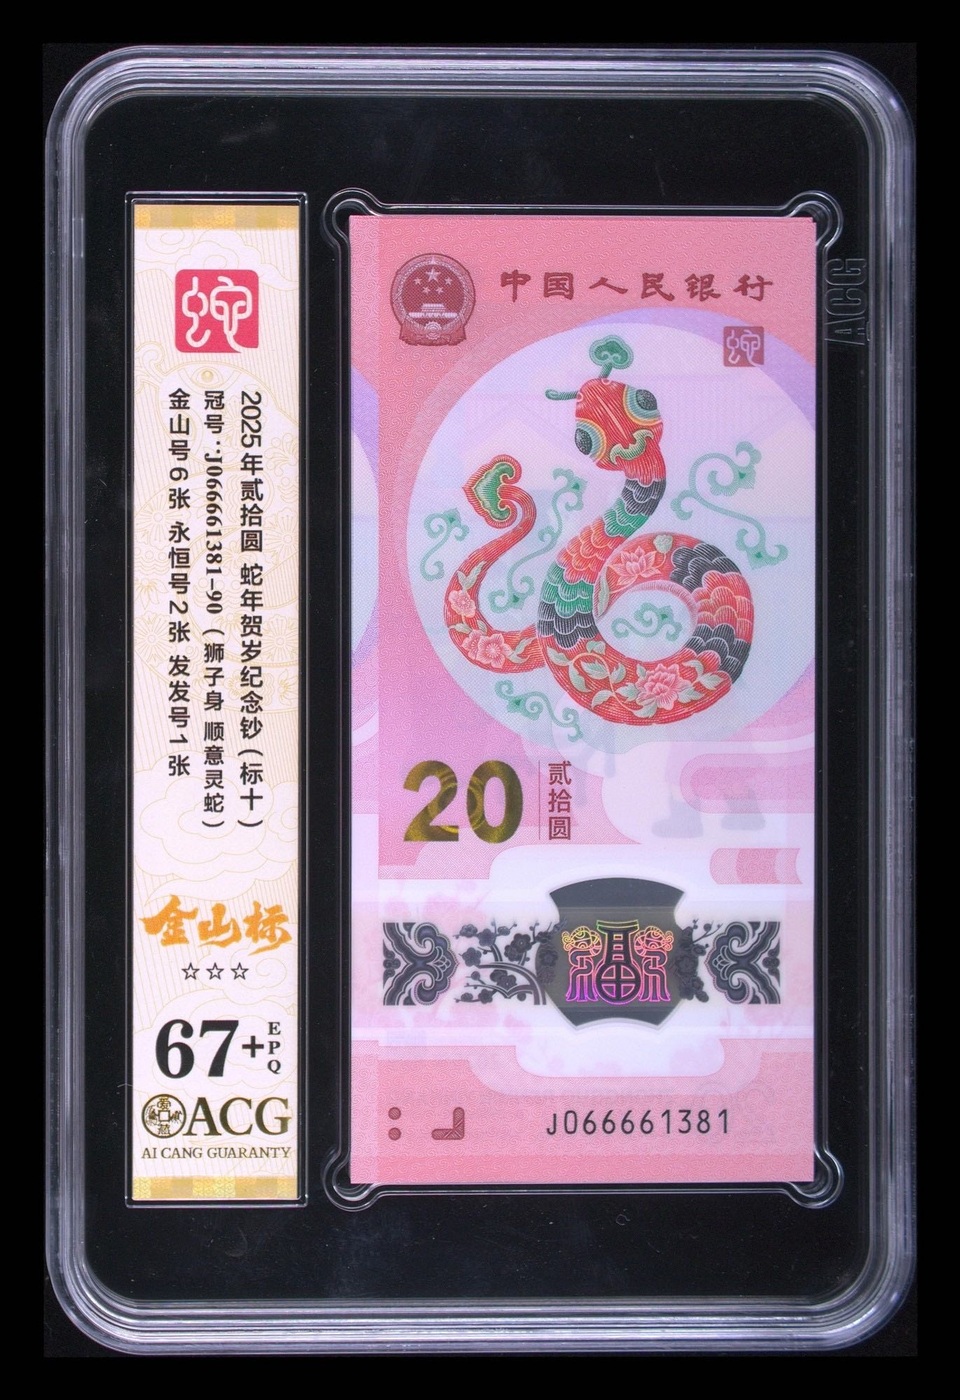 蛇
2025年贰拾圆 蛇年贺岁纪念钞（标十）
冠号：J066661381-90（狮子身 顺意灵蛇）
金山号6张 永恒号2张 发发号1张
金山标
☆☆☆
67+EPQ
ACG
AI CANG GUARANTY
中国人民银行
蛇
20
贰拾圆
福
J066661381
ACG